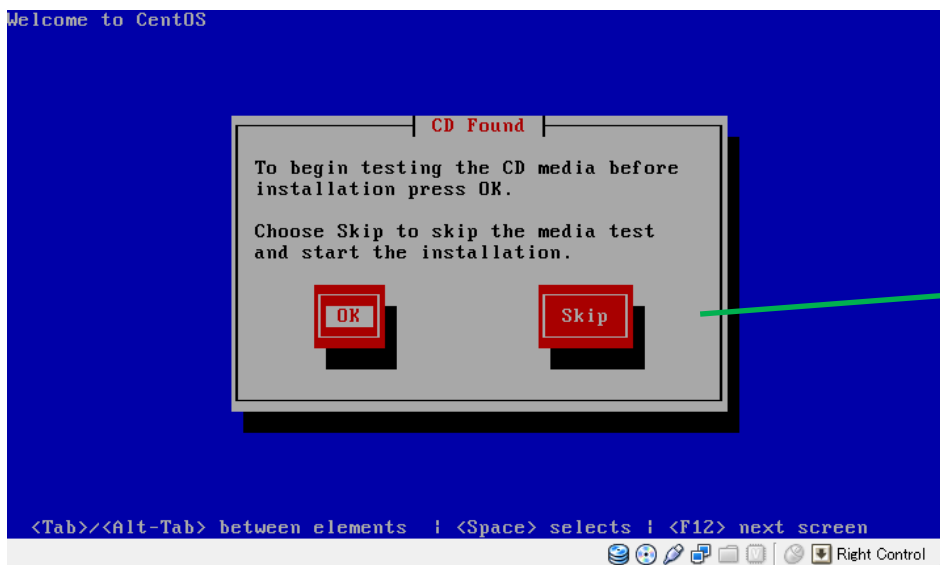 Welcome to CentOS
CD Found
To begin testing the CD media before
installation press OK.
Choose Skip to skip the media test
and start the installation.
OK Skip
<Tab>/<Alt-Tab> between elements | <Space> selects | <F12> next screen
Right Control